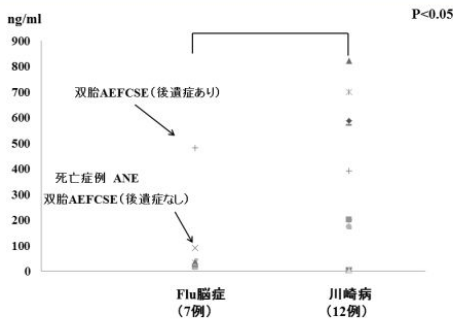 ng/ml
P<0.05
900
800
700
600
500
400
300
200
100
0
双胎AEFCSE(後遺症あり)
死亡症例 ANE
双胎AEFCSE(後遺症なし)
Flu脳症
(7例)
川崎病
(12例)